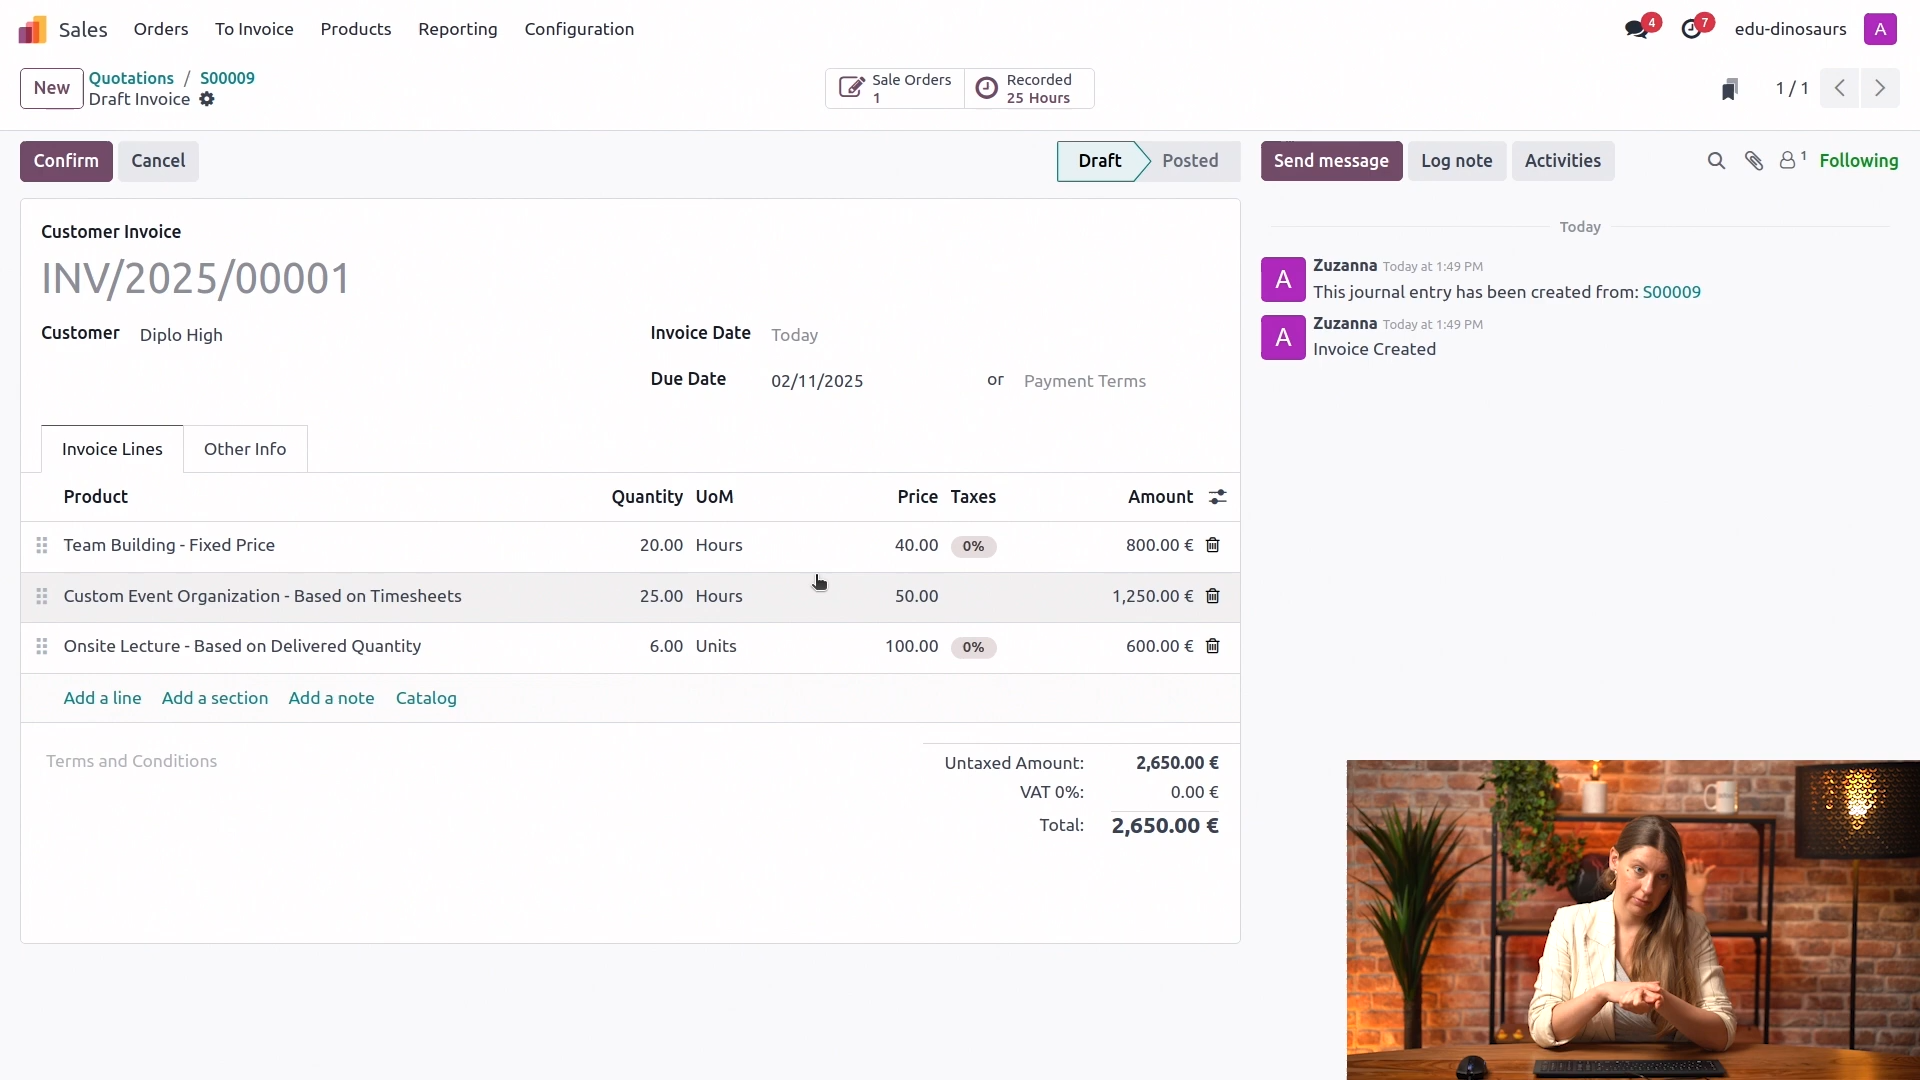 Sales Orders To Invoice Products Reporting Configuration 4 7 edu-dinosaurs A
New Quotations / S00009
Draft Invoice
Sale Orders
1
Recorded
25 Hours
1 / 1
Confirm Cancel Draft Posted Send message Log note Activities 1 Following
Customer Invoice
INV/2025/00001
Customer Diplo High
Invoice Date Today
Due Date 02/11/2025 or Payment Terms
Invoice Lines Other Info
Product Quantity UoM Price Taxes Amount
Team Building - Fixed Price 20.00 Hours 40.00 0% 800.00 €
Custom Event Organization - Based on Timesheets 25.00 Hours 50.00 1,250.00 €
Onsite Lecture - Based on Delivered Quantity 6.00 Units 100.00 0% 600.00 €
Add a line Add a section Add a note Catalog
Terms and Conditions
Untaxed Amount: 2,650.00 €
VAT 0%: 0.00 €
Total: 2,650.00 €
Today
A
Zuzanna Today at 1:49 PM
This journal entry has been created from: S00009
A
Zuzanna Today at 1:49 PM
Invoice Created